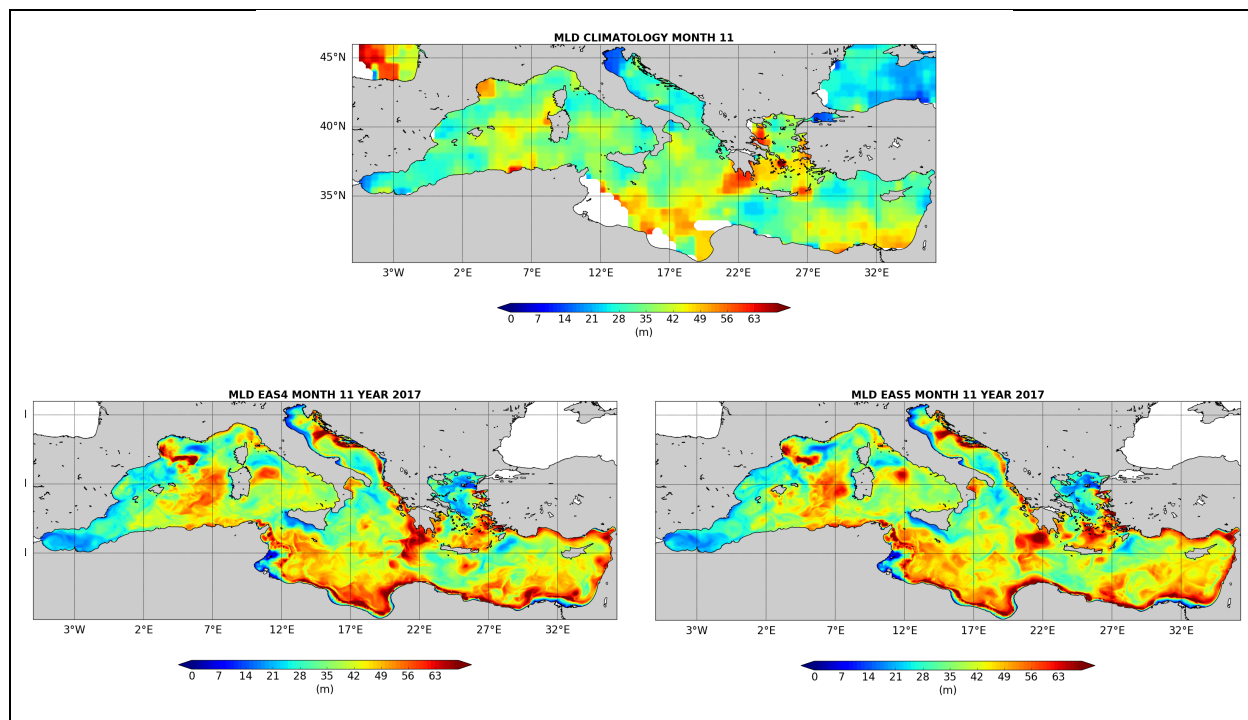 MLD CLIMATOLOGY MONTH 11
45°N
40°N
35°N
3°W 2°E 7°E 12°E 17°E 22°E 27°E 32°E
0 7 14 21 28 35 42 49 56 63
(m)
MLD EAS4 MONTH 11 YEAR 2017
3°W 2°E 7°E 12°E 17°E 22°E 27°E 32°E
0 7 14 21 28 35 42 49 56 63
(m)
MLD EAS5 MONTH 11 YEAR 2017
3°W 2°E 7°E 12°E 17°E 22°E 27°E 32°E
0 7 14 21 28 35 42 49 56 63
(m)